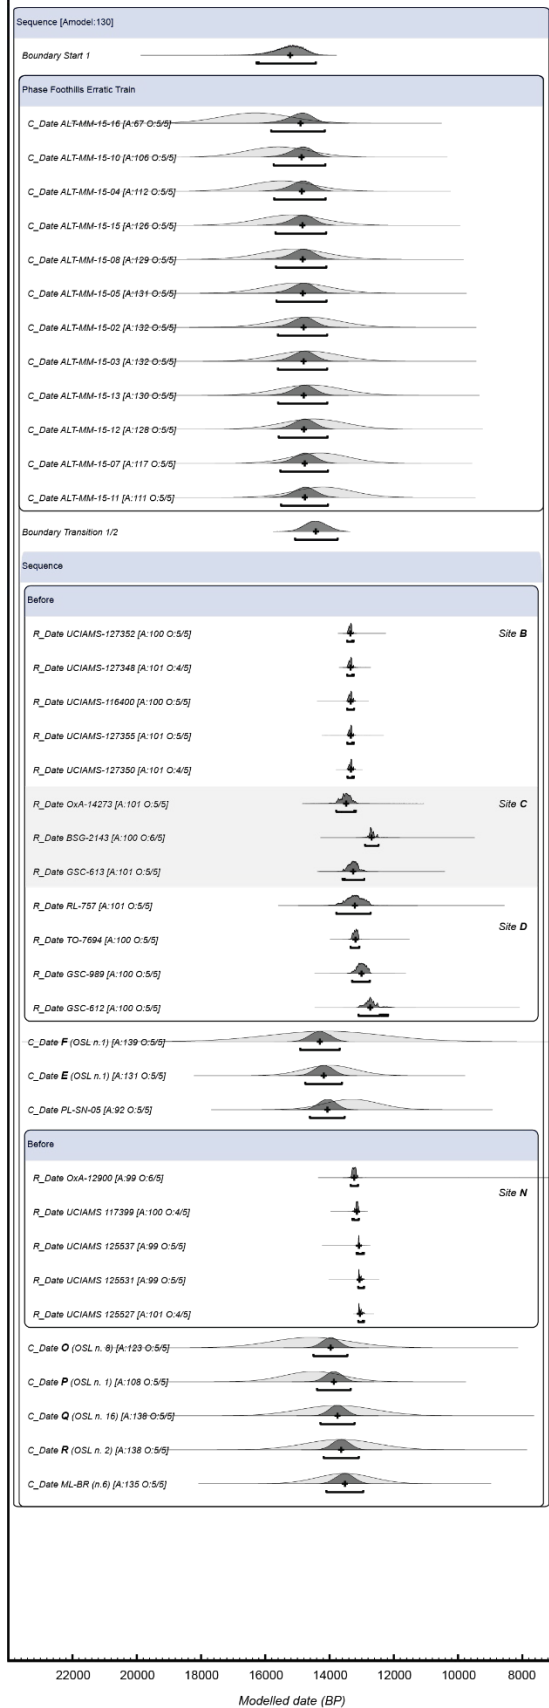 Sequence [Amodel:130]
Boundary Start 1
Phase Foothills Erratic Train
C_Date ALT-MM-15-16 [A:67 O:5/5]
C_Date ALT-MM-15-10 [A:106 O:5/5]
C_Date ALT-MM-15-04 [A:112 O:5/5]
C_Date ALT-MM-15-15 [A:126 O:5/5]
C_Date ALT-MM-15-08 [A:129 O:5/5]
C_Date ALT-MM-15-05 [A:131 O:5/5]
C_Date ALT-MM-15-02 [A:132 O:5/5]
C_Date ALT-MM-15-03 [A:132 O:5/5]
C_Date ALT-MM-15-13 [A:130 O:5/5]
C_Date ALT-MM-15-12 [A:128 O:5/5]
C_Date ALT-MM-15-07 [A:117 O:5/5]
C_Date ALT-MM-15-11 [A:111 O:5/5]
Boundary Transition 1/2
Sequence
Before
R_Date UCIAMS-127352 [A:100 O:5/5] Site B
R_Date UCIAMS-127348 [A:101 O:4/5]
R_Date UCIAMS-116400 [A:100 O:5/5]
R_Date UCIAMS-127355 [A:101 O:5/5]
R_Date UCIAMS-127350 [A:101 O:4/5]
R_Date OxA-14273 [A:101 O:5/5] Site C
R_Date BSG-2143 [A:100 O:6/5]
R_Date GSC-613 [A:101 O:5/5]
R_Date RL-757 [A:101 O:5/5]
Site D
R_Date TO-7694 [A:100 O:5/5]
R_Date GSC-989 [A:100 O:5/5]
R_Date GSC-612 [A:100 O:5/5]
C_Date F (OSL n.1) [A:139 O:5/5]
C_Date E (OSL n.1) [A:131 O:5/5]
C_Date PL-SN-05 [A:92 O:5/5]
Before
R_Date OxA-12900 [A:99 O:6/5]
Site N
R_Date UCIAMS 117399 [A:100 O:4/5]
R_Date UCIAMS 125537 [A:99 O:5/5]
R_Date UCIAMS 125531 [A:99 O:5/5]
R_Date UCIAMS 125527 [A:101 O:4/5]
C_Date O (OSL n. 8) [A:123 O:5/5]
C_Date P (OSL n. 1) [A:108 O:5/5]
C_Date Q (OSL n. 16) [A:138 O:5/5]
C_Date R (OSL n. 2) [A:138 O:5/5]
C_Date ML-BR (n.6) [A:135 O:5/5]
22000 20000 18000 16000 14000 12000 10000 8000
Modelled date (BP)